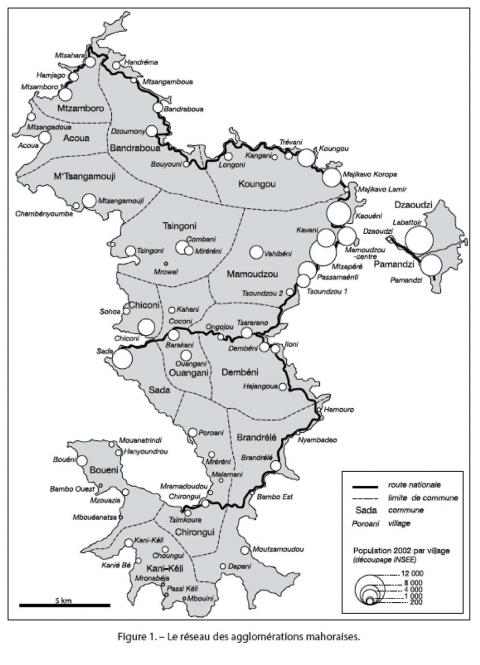 Mtsahara
Handréma
Hamjago
Mtsangamboua
Mtsamboro
Mtzamboro
Bandraboua
Mtsangadoua
Dzoumony
Acoua
Acoua
Bandraboua
Bouyouni
Longoni
Kangani
Trévani
Koungou
Koungou
Majikavo Koropa
Majikavo Lamir
M'Tsangamouji
Mtsangamouji
Chembényoumba
Kaouéni
Dzaoudzi
Labattoir
Dzaoudzi
Tsingoni
Kavani
Combani
Miréréni
Tsingoni
Mrowalé
Vahibéni
Mamoudzou
Mamoudzou-
centre
Mtsapéré
Passamaénti
Pamandzi
Pamandzi
Tsoundzou 2
Tsoundzou 1
Chiconi
Sohoa
Kahani
Coconi
Ongojou
Tsararano
Chiconi
Barakani
Dembéni
Iloni
Sada
Ouangani
Ouangani
Dembéni
Sada
Hajangoua
Hamouro
Poroani
Brandrélé
Nyambadao
Mouanatrindi
Hanyoundrou
Bouéni
Boueni
Mréréni
Brandrélé
Malamani
Bambo Ouest
Mramadoudou
Chirongui
Bambo Est
Mzouazia
Mbouéanatsa
Tsimkoura
Chirongui
Kani-Kéli
Choungui
Moutsamoudou
Kanié Bé
Kani-Kéli
Dapani
Mronabéja
Passi Kéli
Mbouini
route nationale
limite de commune
Sada commune
Poroani village
Population 2002 par village
(découpage INSEE)
12 000
8 000
4 000
1 000
200
5 km
Figure 1. – Le réseau des agglomérations mahoraises.